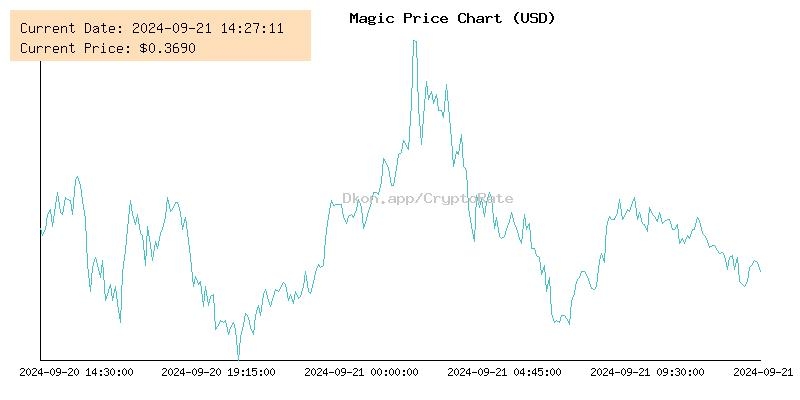 Magic Price Chart (USD)
Current Date: 2024-09-21 14:27:11
Current Price: $0.3690
Dkon.app/CryptoRate
2024-09-20 14:30:00 2024-09-20 19:15:00 2024-09-21 00:00:00 2024-09-21 04:45:00 2024-09-21 09:30:00 2024-09-21